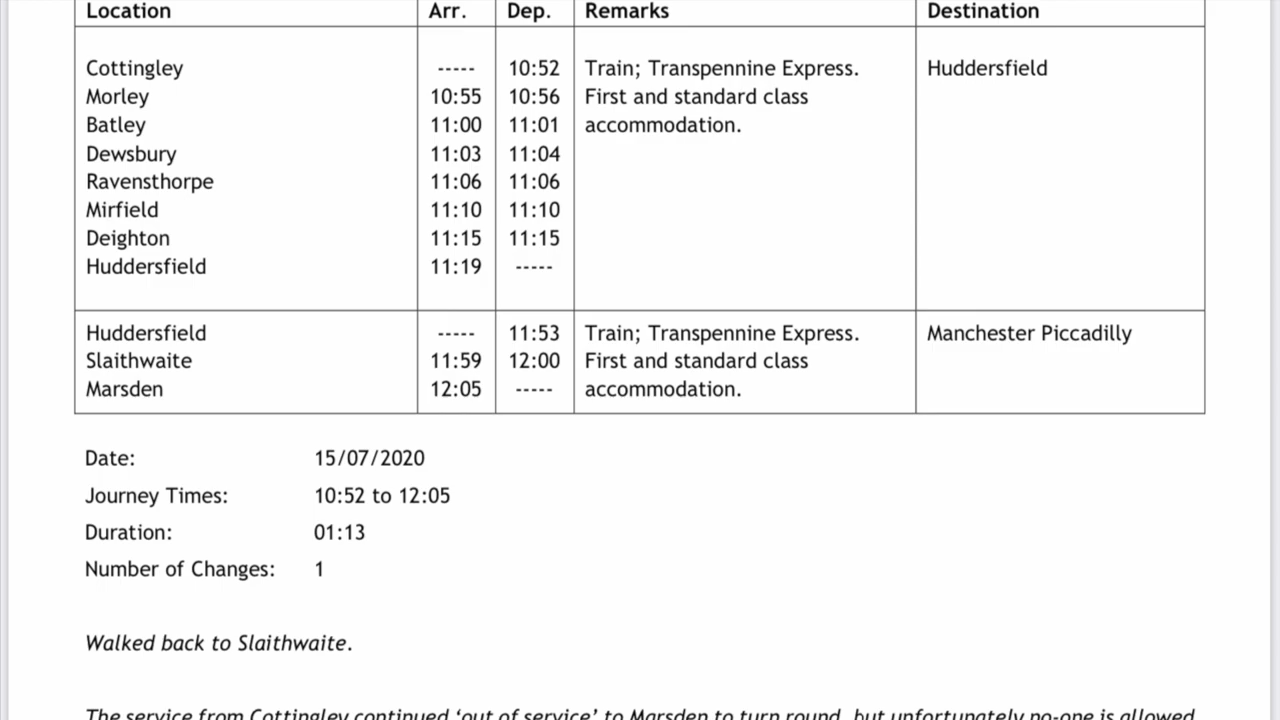 Location Arr. Dep. Remarks Destination
Cottingley ----- 10:52 Train; Transpennine Express. Huddersfield
Morley 10:55 10:56 First and standard class
Batley 11:00 11:01 accommodation.
Dewsbury 11:03 11:04
Ravensthorpe 11:06 11:06
Mirfield 11:10 11:10
Deighton 11:15 11:15
Huddersfield 11:19 -----
Huddersfield ----- 11:53 Train; Transpennine Express. Manchester Piccadilly
Slaithwaite 11:59 12:00 First and standard class
Marsden 12:05 ----- accommodation.
Date: 15/07/2020
Journey Times: 10:52 to 12:05
Duration: 01:13
Number of Changes: 1
Walked back to Slaithwaite.
The service from Cottingley continued ‘out of service’ to Marsden to turn round, but unfortunately no-one is allowed